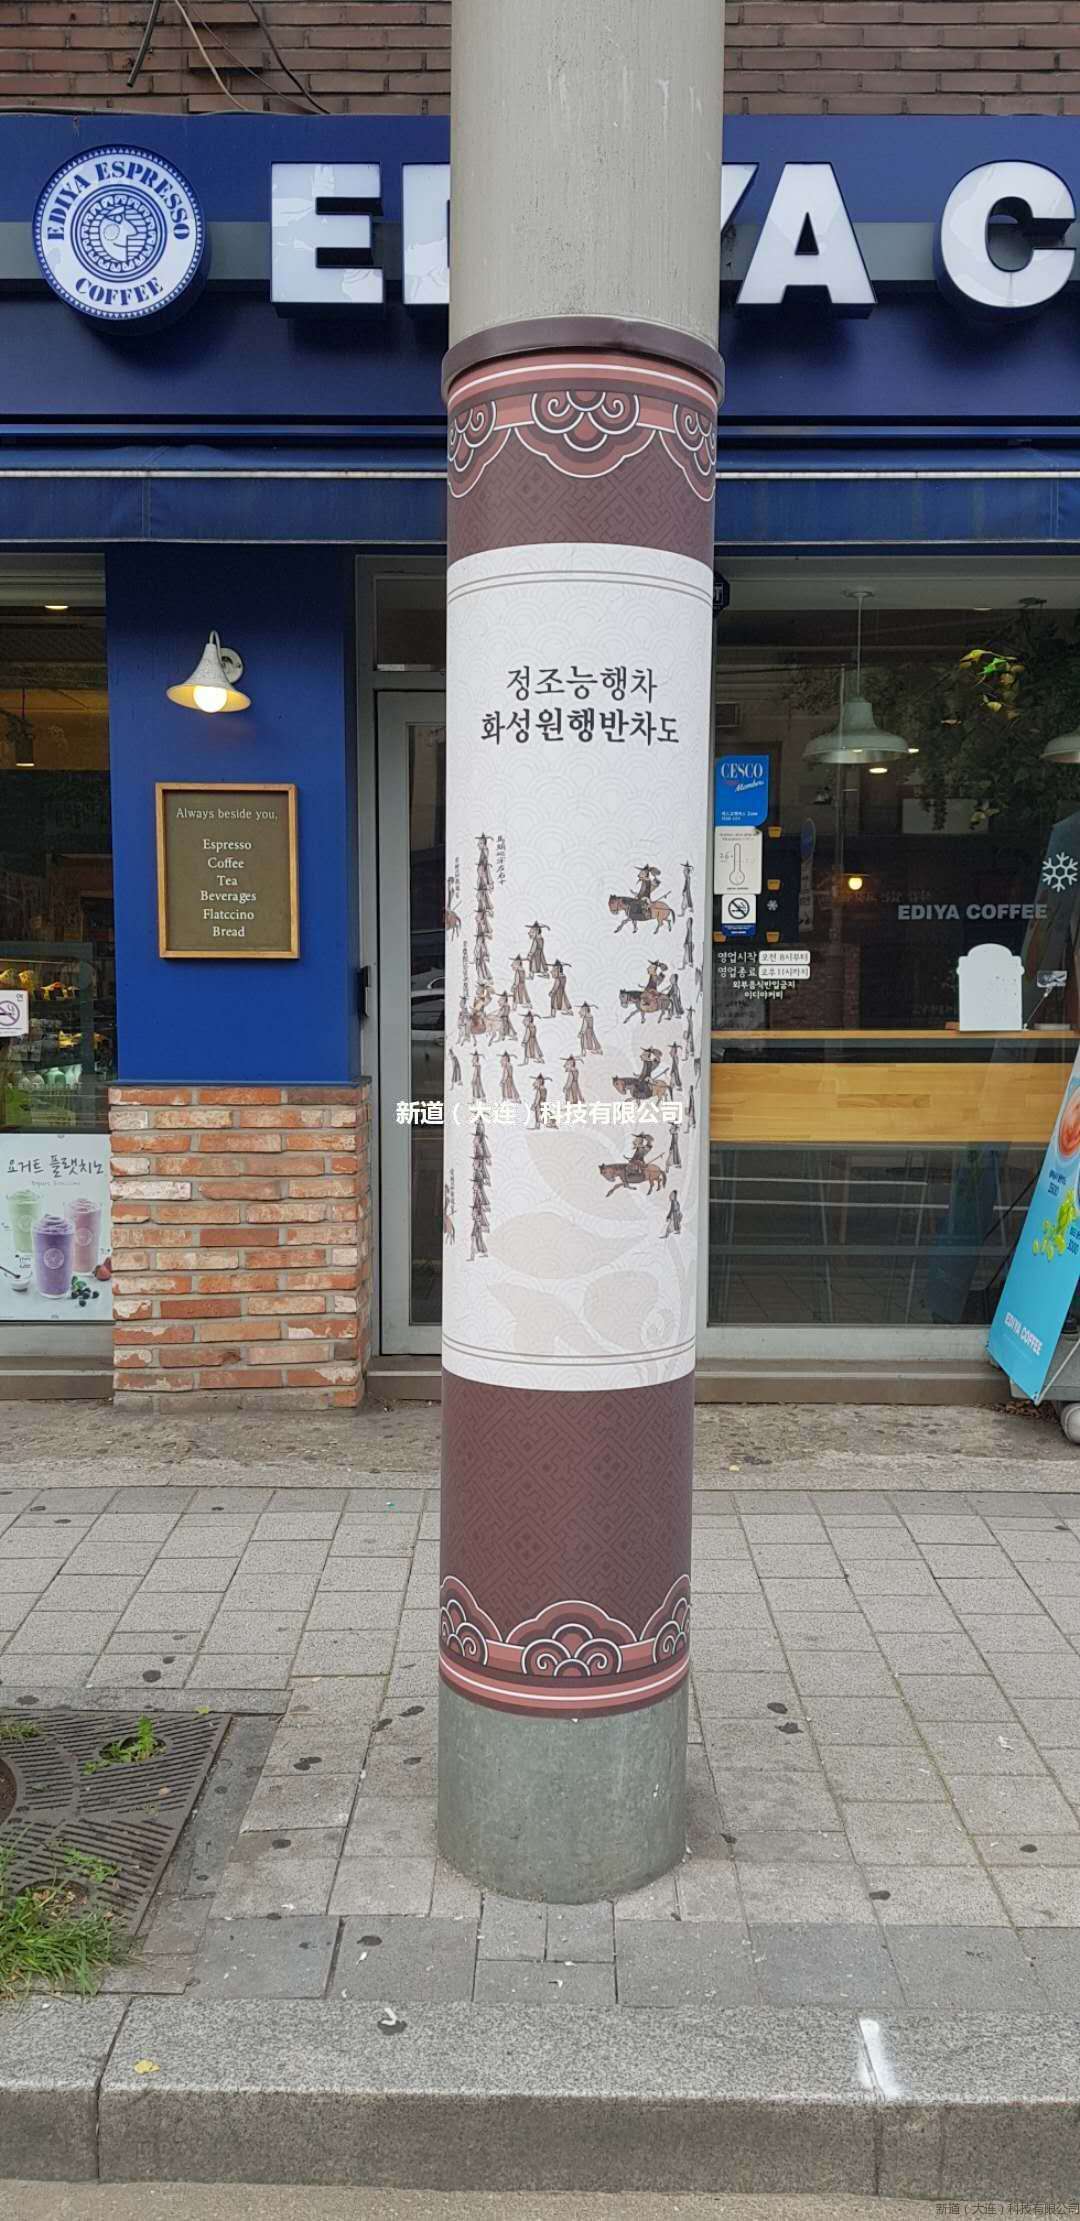 EDIYA ESPRESSO
COFFEE
YA C
정조능행차
화성원행반차도
Always beside you,
Espresso
Coffee
Tea
Beverages
Flatccino
Bread
CESCO
Member
EDIYA COFFEE
영업시작 오전 8시부터
영업종료 오후 11시까지
외부음식반입금지
이디야커피
新道（大连）科技有限公司
요거트 플랫치노
EDIYA COFFEE
新道（大连）科技有限公司